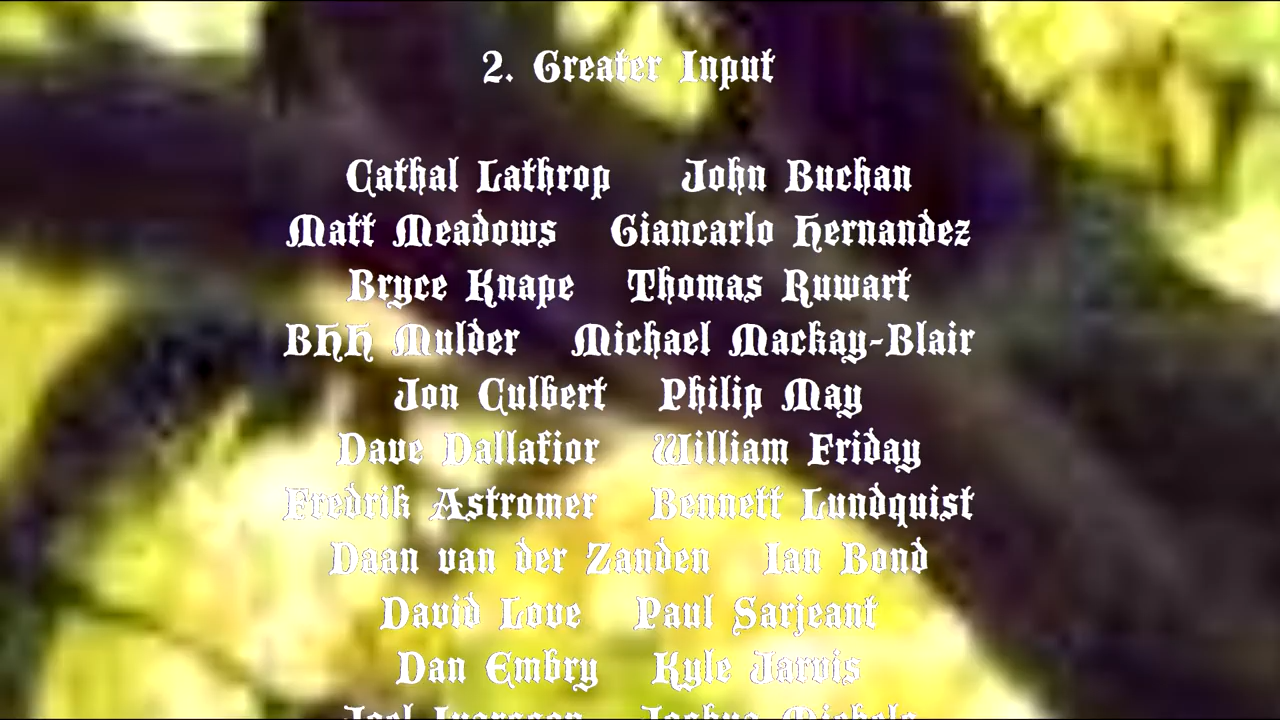 2. Greater Input
Cathal Lathrop John Buchan
Matt Meadows Giancarlo Hernandez
Bryce Knape Thomas Ruwart
BHH Mulder Michael Mackay-Blair
Jon Culbert Philip May
Dave Dallafior William Friday
Fredrik Astromer Bennett Lundquist
Daan van der Zanden Ian Bond
David Love Paul Sarjeant
Dan Embry Kyle Jarvis